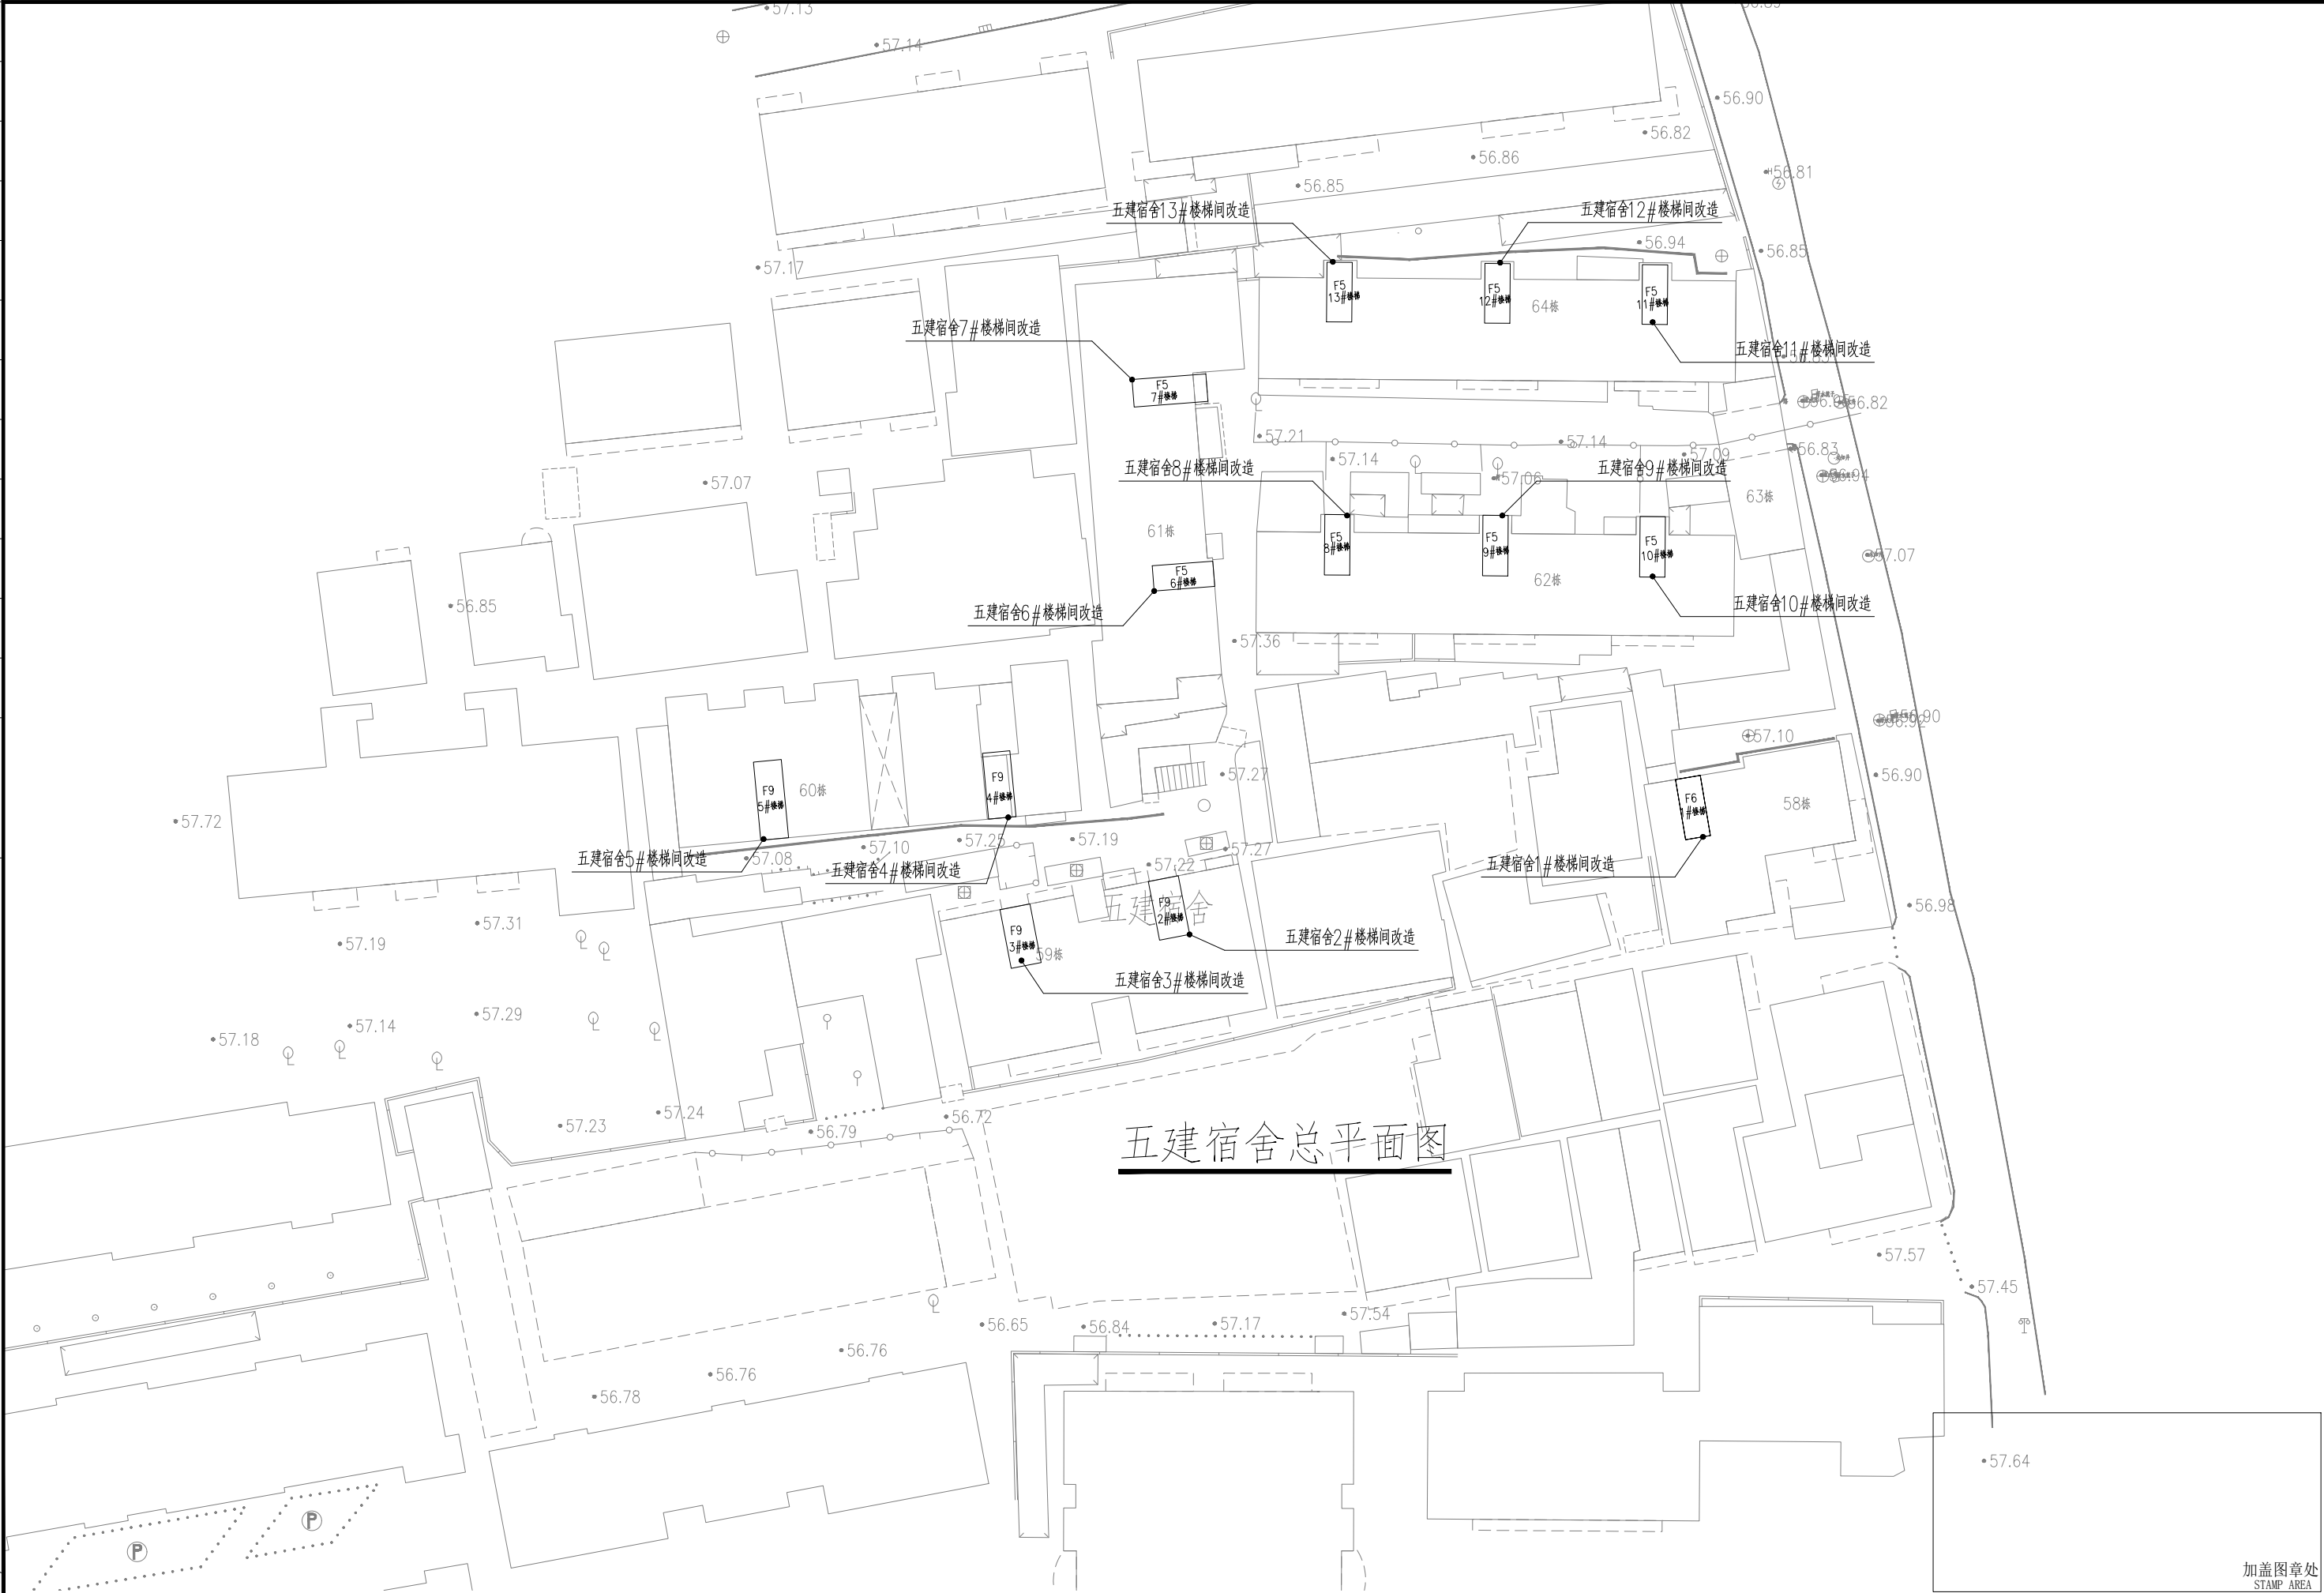 57.13
57.14
56.90
56.82
56.86
56.81
56.85
五建宿舍13#楼梯间改造
五建宿舍12#楼梯间改造
56.94
56.85
57.17
F5
13#楼梯
F5
12#楼梯
64栋
F5
11#楼梯
五建宿舍7#楼梯间改造
五建宿舍11#楼梯间改造
F5
7#楼梯
56.82
57.21
57.14
56.83
57.14
57.09
五建宿舍8#楼梯间改造
五建宿舍9#楼梯间改造
57.06
56.94
57.07
63栋
61栋
F5
8#楼梯
F5
9#楼梯
F5
10#楼梯
57.07
F5
6#楼梯
62栋
56.85
五建宿舍6#楼梯间改造
五建宿舍10#楼梯间改造
57.36
56.90
56.92
57.10
57.27
56.90
F9
5#楼梯
60栋
F9
4#楼梯
F6
1#楼梯
58栋
57.72
57.25
57.19
57.10
57.27
57.08
57.22
五建宿舍5#楼梯间改造
五建宿舍4#楼梯间改造
五建宿舍1#楼梯间改造
F9
2#楼梯
五建宿舍
56.98
57.31
F9
3#楼梯
59栋
57.19
五建宿舍2#楼梯间改造
五建宿舍3#楼梯间改造
57.29
57.14
57.18
57.24
56.72
57.23
56.79
五建宿舍总平面图
57.57
57.45
57.54
56.65
56.84
57.17
56.76
56.76
56.78
57.64
P
P
加盖图章处
STAMP AREA